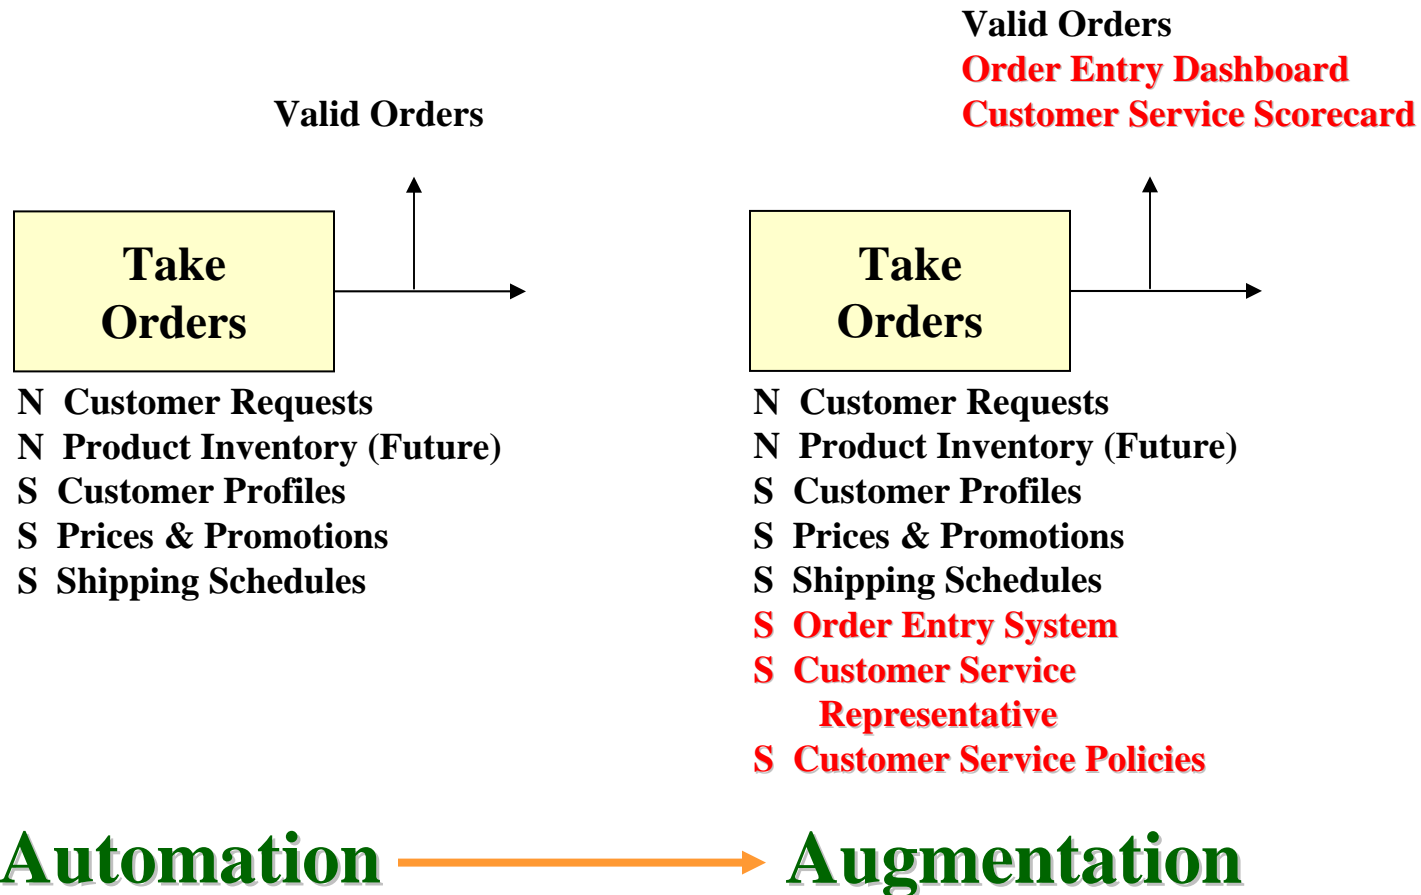 Valid Orders
Take
Orders
N Customer Requests
N Product Inventory (Future)
S Customer Profiles
S Prices & Promotions
S Shipping Schedules
Valid Orders
Order Entry Dashboard
Customer Service Scorecard
Take
Orders
N Customer Requests
N Product Inventory (Future)
S Customer Profiles
S Prices & Promotions
S Shipping Schedules
S Order Entry System
S Customer Service
Representative
S Customer Service Policies
Automation
Augmentation